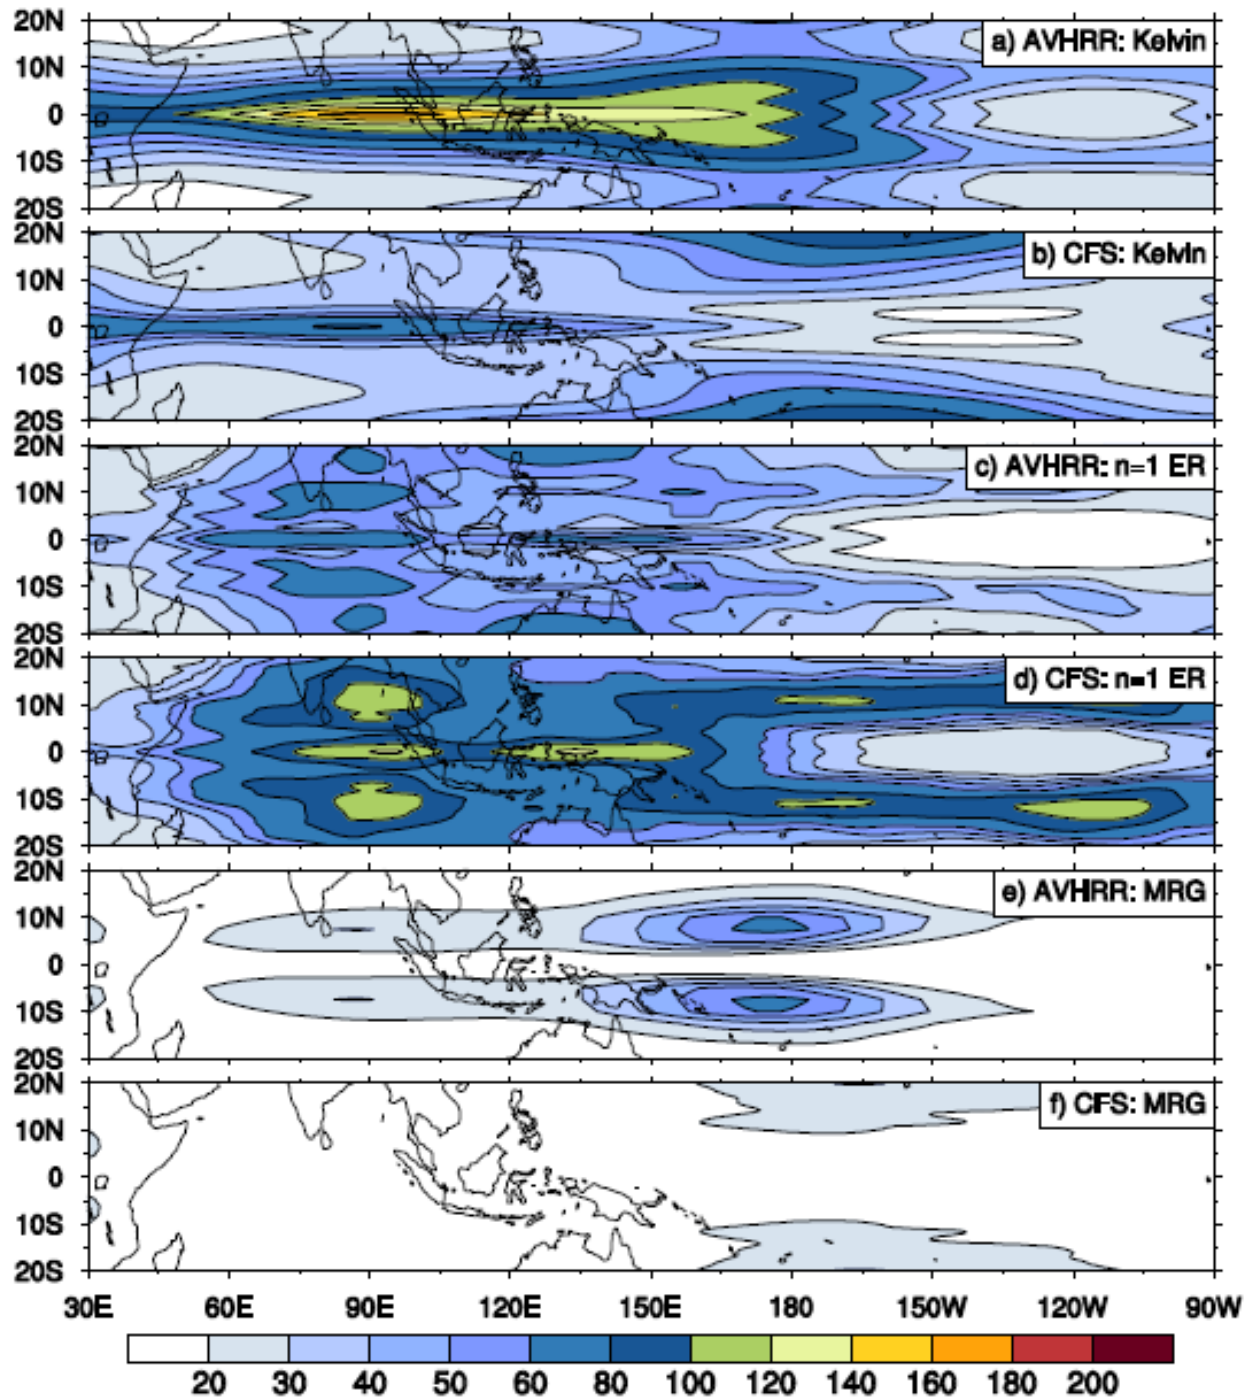 20N
a) AVHRR: Kelvin
10N
0
10S
20S
20N
b) CFS: Kelvin
10N
0
10S
20S
20N
c) AVHRR: n=1 ER
10N
0
10S
20S
20N
d) CFS: n=1 ER
10N
0
10S
20S
20N
e) AVHRR: MRG
10N
0
10S
20S
20N
f) CFS: MRG
10N
0
10S
20S
30E 60E 90E 120E 150E 180 150W 120W 90W
20 30 40 50 60 80 100 120 140 160 180 200